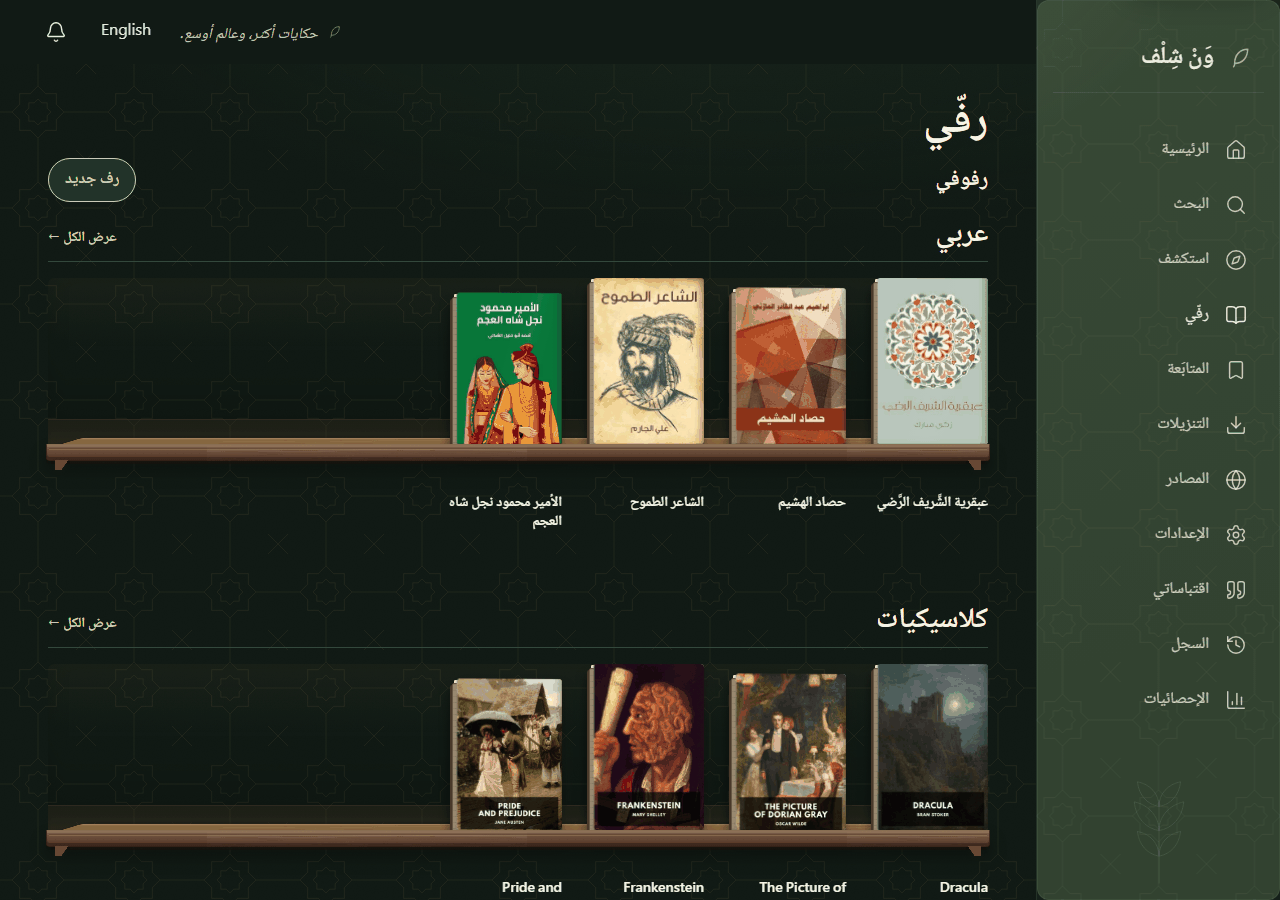 وَنْ شِلْف
حكايات أكثر، وعالم أوسع.
English
الرئيسية
البحث
استكشف
رفّي
المتابَعة
التنزيلات
المصادر
الإعدادات
اقتباساتي
السجل
الإحصائيات
رفّي
رفوفي
رف جديد
عربي
عرض الكل ←
عبقرية الشريف الرضي
زكي مبارك
إبراهيم عبد القادر المازني
حصاد الهشيم
الشاعر الطموح
علي الجارم
الأمير محمود
نجل شاه العجم
عبقرية الشَّريف الرَّضي
حصاد الهشيم
الشاعر الطموح
الأمير محمود نجل شاه
العجم
كلاسيكيات
عرض الكل ←
DRACULA
BRAM STOKER
THE PICTURE
OF DORIAN GRAY
OSCAR WILDE
FRANKENSTEIN
MARY SHELLEY
PRIDE
AND PREJUDICE
JANE AUSTEN
Dracula
The Picture of
Frankenstein
Pride and